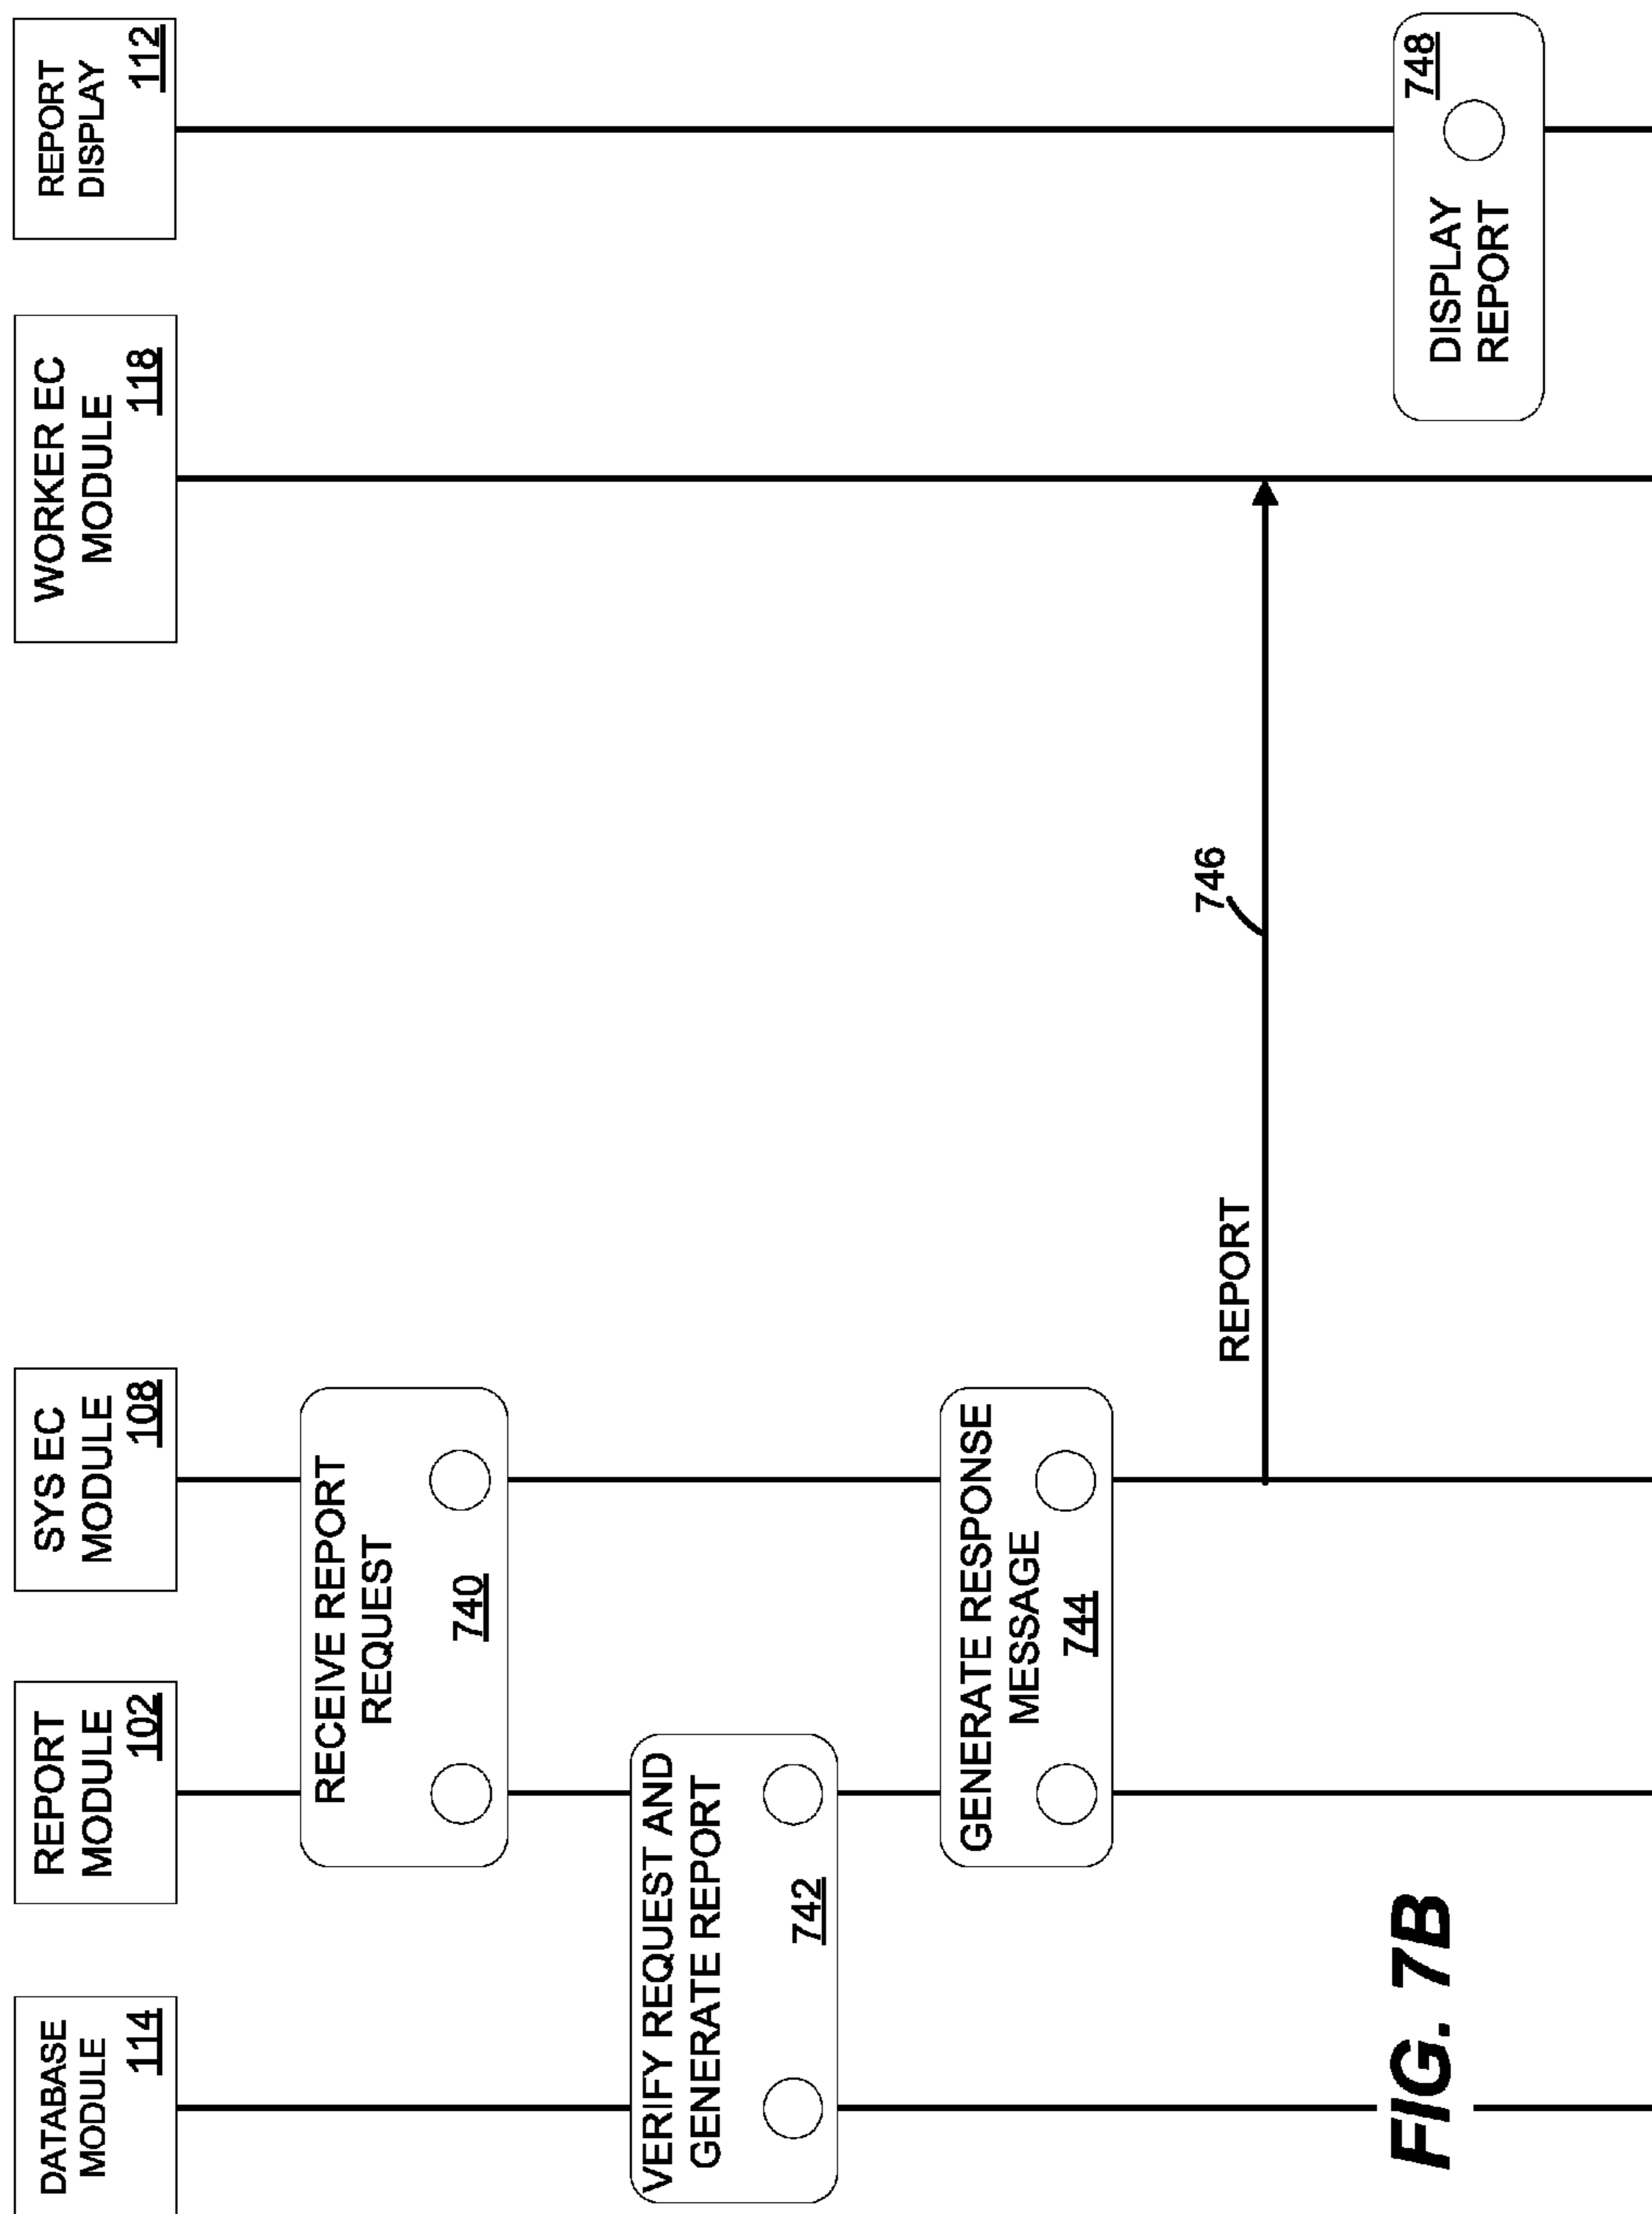 DATABASE
MODULE
114
REPORT
MODULE
102
SYS EC
MODULE
108
WORKER EC
MODULE
118
REPORT
DISPLAY
112
RECEIVE REPORT
REQUEST
740
VERIFY REQUEST AND
GENERATE REPORT
742
GENERATE RESPONSE
MESSAGE
744
REPORT
746
DISPLAY
REPORT
748
FIG. 7B